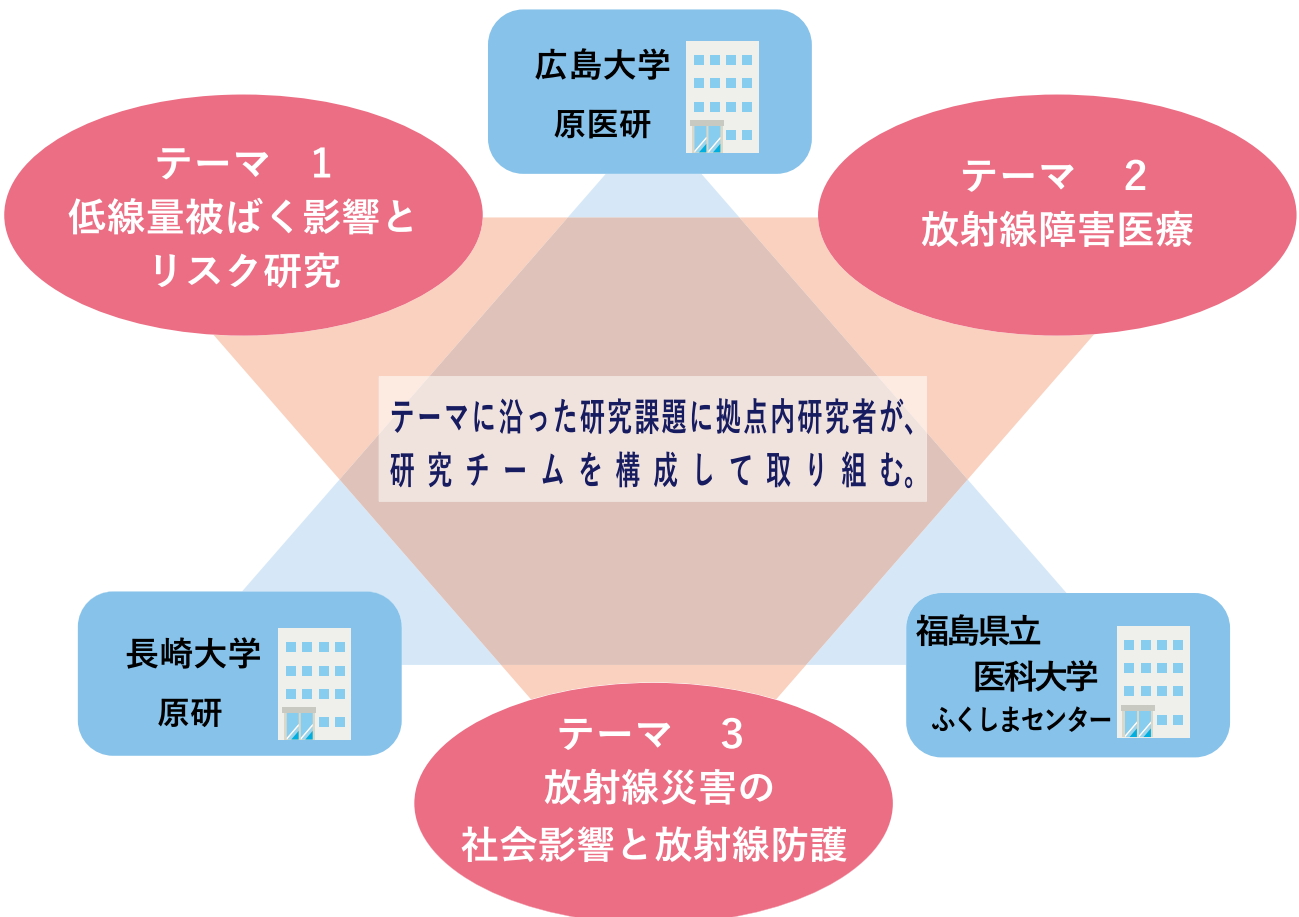 広島大学
原医研
テーマ　1
低線量被ばく影響と
リスク研究
テーマ　2
放射線障害医療
テーマに沿った研究課題に拠点内研究者が、
研究チームを構成して取り組む。
長崎大学
原研
福島県立
医科大学
ふくしまセンター
テーマ　3
放射線災害の
社会影響と放射線防護